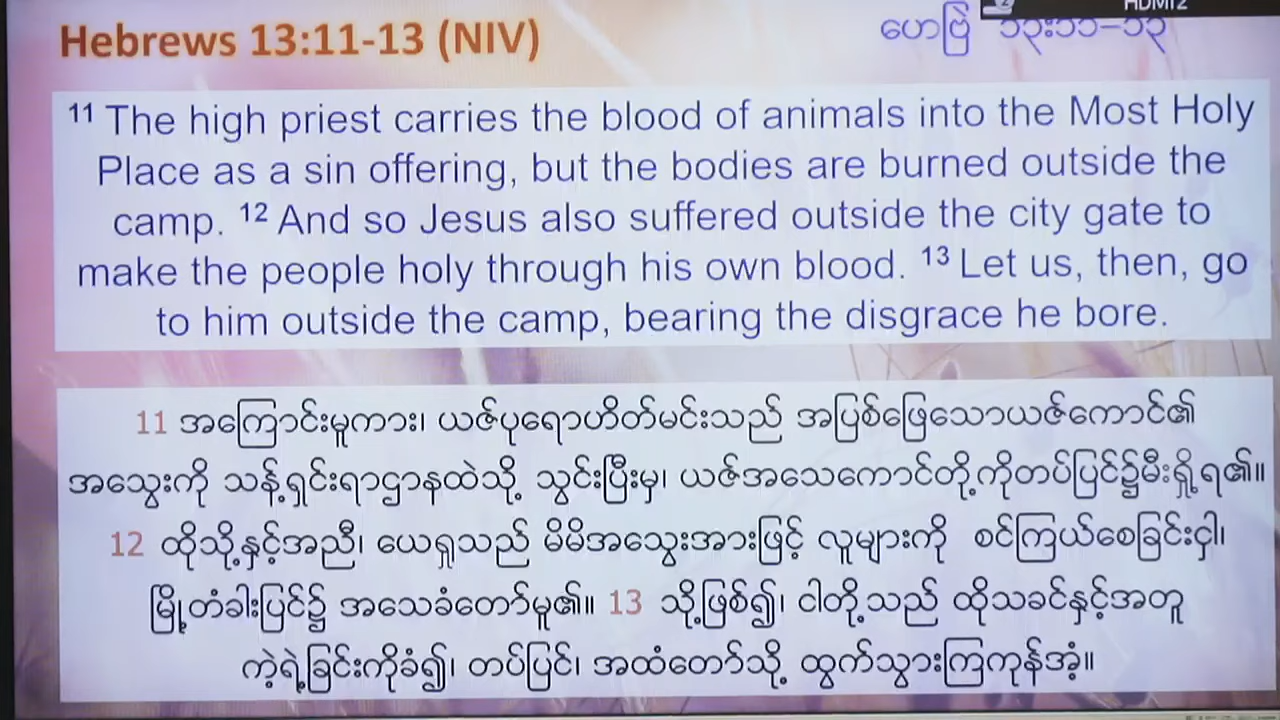 HDMI2
Hebrews 13:11-13 (NIV)
ဟေဗြဲ ၁၃း၁၁–၁၃
11 The high priest carries the blood of animals into the Most Holy
Place as a sin offering, but the bodies are burned outside the
camp. 12 And so Jesus also suffered outside the city gate to
make the people holy through his own blood. 13 Let us, then, go
to him outside the camp, bearing the disgrace he bore.
11 အကြောင်းမူကား၊ ယဇ်ပုရောဟိတ်မင်းသည် အပြစ်ဖြေသောယဇ်ကောင်၏
အသွေးကို သန့်ရှင်းရာဌာနထဲသို့ သွင်းပြီးမှ၊ ယဇ်အသေကောင်တို့ကိုတပ်ပြင်၌မီးရှို့ရ၏။
12 ထိုသို့နှင့်အညီ၊ ယေရှုသည် မိမိအသွေးအားဖြင့် လူများကို စင်ကြယ်စေခြင်းငှါ၊
မြို့တံခါးပြင်၌ အသေခံတော်မူ၏။ 13 သို့ဖြစ်၍၊ ငါတို့သည် ထိုသခင်နှင့်အတူ
ကဲ့ရဲ့ခြင်းကိုခံ၍၊ တပ်ပြင်၊ အထံတော်သို့ ထွက်သွားကြကုန်အံ့။